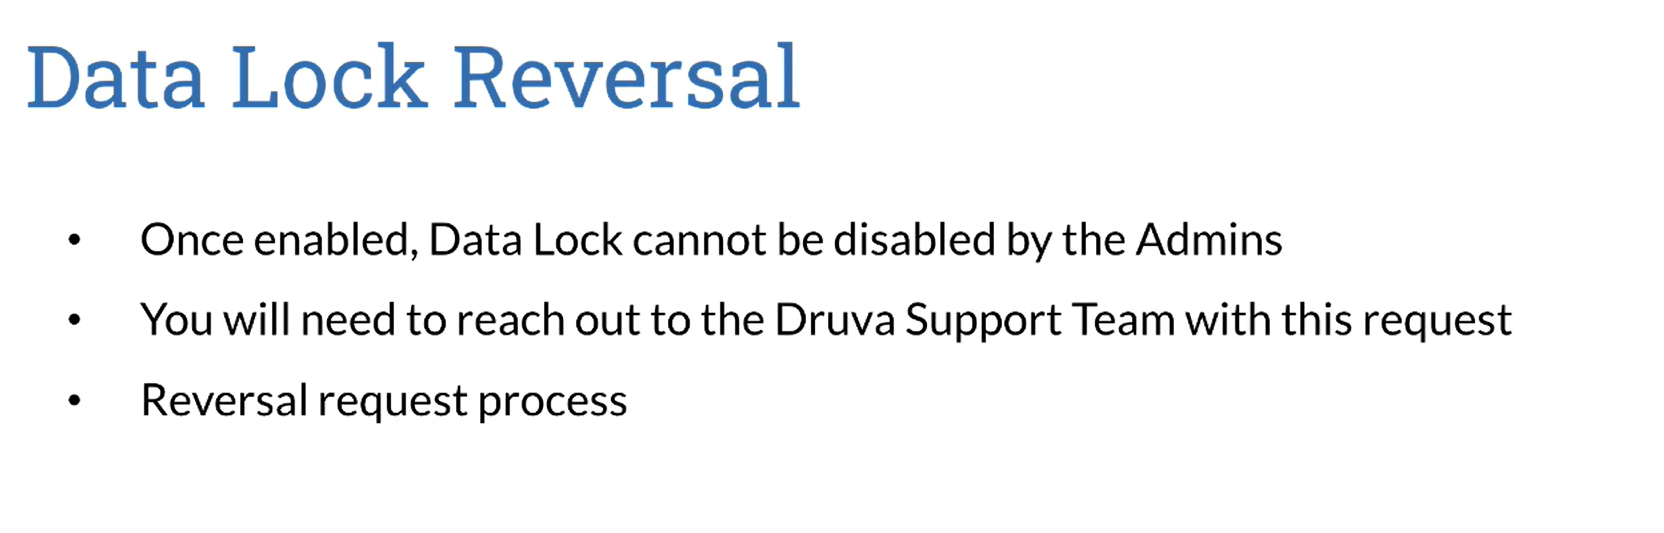 Data Lock Reversal
• Once enabled, Data Lock cannot be disabled by the Admins
• You will need to reach out to the Druva Support Team with this request
• Reversal request process